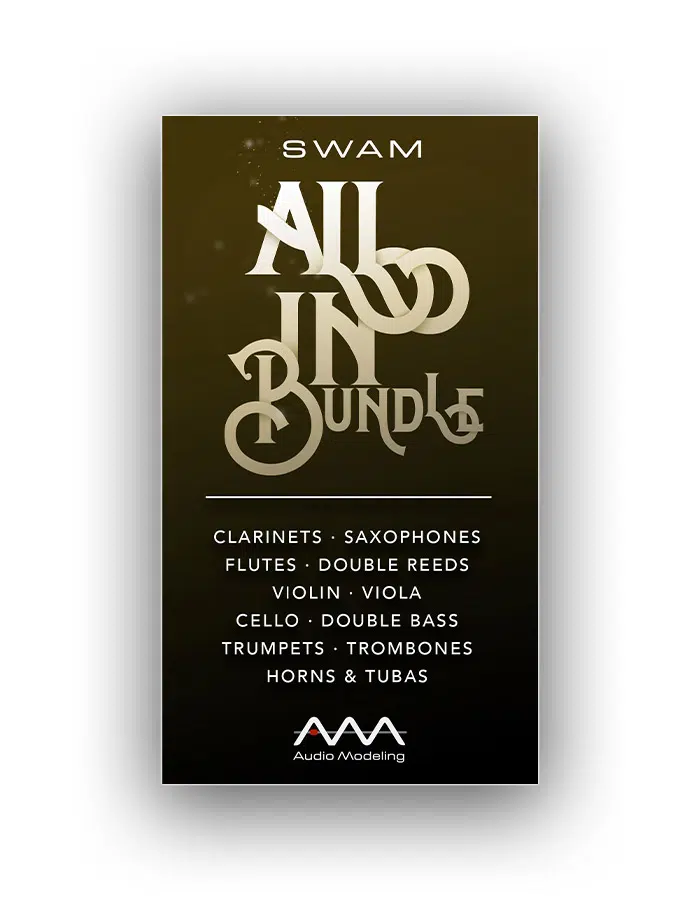 SWAM
ALL
IN
BUNDLE
CLARINETS · SAXOPHONES
FLUTES · DOUBLE REEDS
VIOLIN · VIOLA
CELLO · DOUBLE BASS
TRUMPETS · TROMBONES
HORNS & TUBAS
Audio Modeling